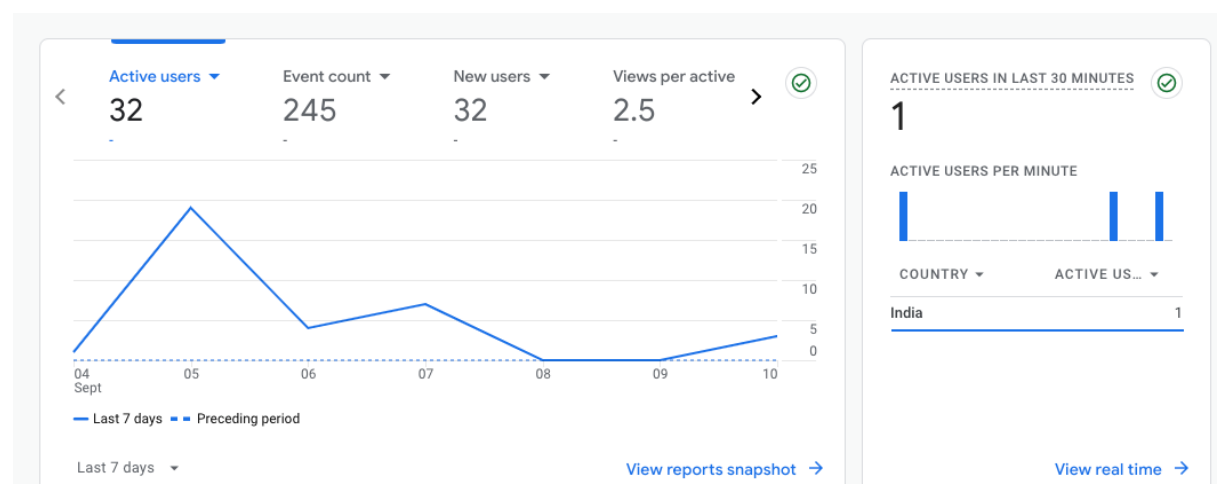 Active users Event count New users Views per active
32 245 32 2.5
- - - -
25
20
15
10
5
0
04 05 06 07 08 09 10
Sept
Last 7 days Preceding period
Last 7 days View reports snapshot
ACTIVE USERS IN LAST 30 MINUTES
1
ACTIVE USERS PER MINUTE
COUNTRY ACTIVE US...
India 1
View real time